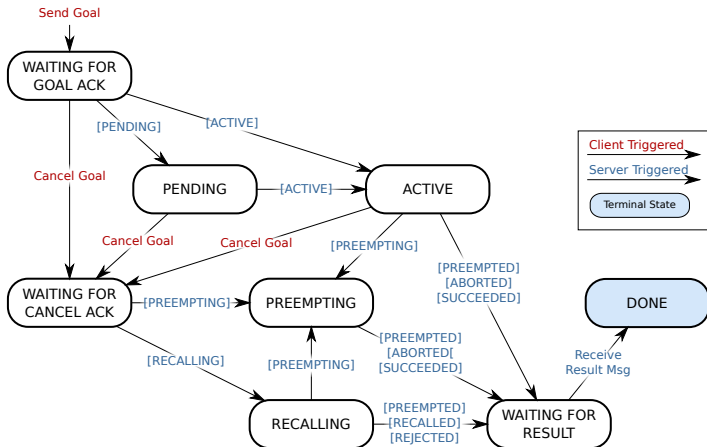 Send Goal
WAITING FOR
GOAL ACK
[PENDING]
[ACTIVE]
Client Triggered
Server Triggered
Terminal State
Cancel Goal
PENDING
[ACTIVE]
ACTIVE
Cancel Goal
Cancel Goal
[PREEMPTING]
[PREEMPTED]
[ABORTED]
[SUCCEEDED]
WAITING FOR
CANCEL ACK
[PREEMPTING]
PREEMPTING
DONE
[PREEMPTED]
[ABORTED[
[SUCCEEDED]
[RECALLING]
[PREEMPTING]
Receive
Result Msg
RECALLING
[PREEMPTED]
[RECALLED]
[REJECTED]
WAITING FOR
RESULT